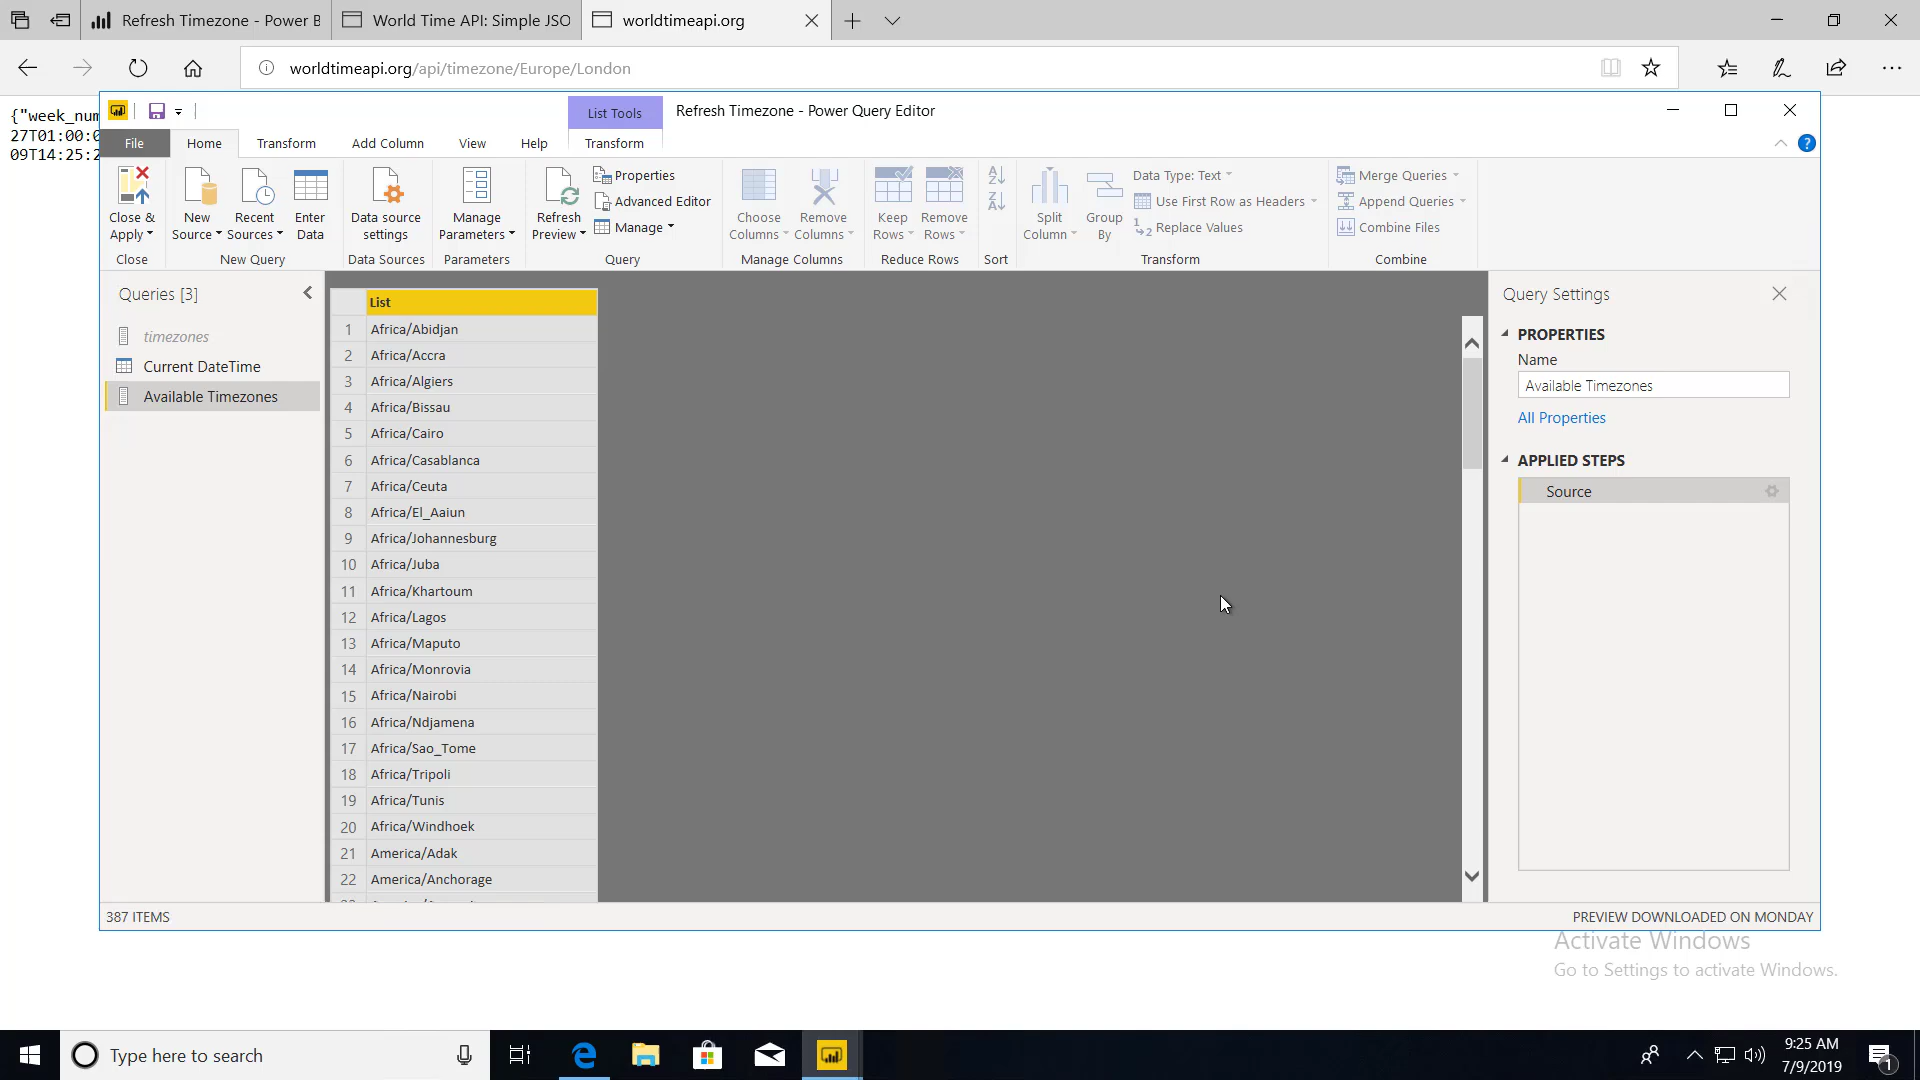 Refresh Timezone - Power B
World Time API: Simple JSO
worldtimeapi.org
worldtimeapi.org/api/timezone/Europe/London
{"week_num
27T01:00:0
09T14:25:2
List Tools
Refresh Timezone - Power Query Editor
File
Home
Transform
Add Column
View
Help
Transform
Close & Apply
New Source
Recent Sources
Enter Data
Data source settings
Manage Parameters
Refresh Preview
Properties
Advanced Editor
Manage
Choose Columns
Remove Columns
Keep Rows
Remove Rows
Split Column
Group By
Data Type: Text
Use First Row as Headers
Replace Values
Merge Queries
Append Queries
Combine Files
Close
New Query
Data Sources
Parameters
Query
Manage Columns
Reduce Rows
Sort
Transform
Combine
Queries [3]
timezones
Current DateTime
Available Timezones
List
1 Africa/Abidjan
2 Africa/Accra
3 Africa/Algiers
4 Africa/Bissau
5 Africa/Cairo
6 Africa/Casablanca
7 Africa/Ceuta
8 Africa/El_Aaiun
9 Africa/Johannesburg
10 Africa/Juba
11 Africa/Khartoum
12 Africa/Lagos
13 Africa/Maputo
14 Africa/Monrovia
15 Africa/Nairobi
16 Africa/Ndjamena
17 Africa/Sao_Tome
18 Africa/Tripoli
19 Africa/Tunis
20 Africa/Windhoek
21 America/Adak
22 America/Anchorage
Query Settings
PROPERTIES
Name
Available Timezones
All Properties
APPLIED STEPS
Source
387 ITEMS
PREVIEW DOWNLOADED ON MONDAY
Activate Windows
Go to Settings to activate Windows.
Type here to search
9:25 AM
7/9/2019
1